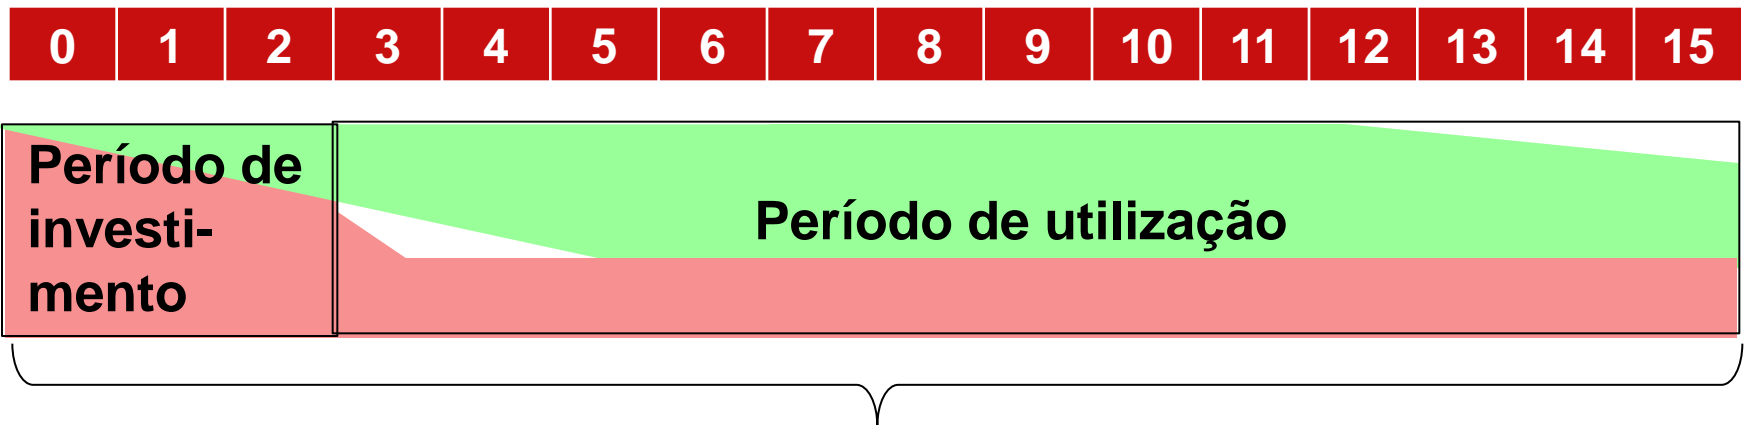 0 1 2 3 4 5 6 7 8 9 10 11 12 13 14 15
Período de
investi-
mento
Período de utilização